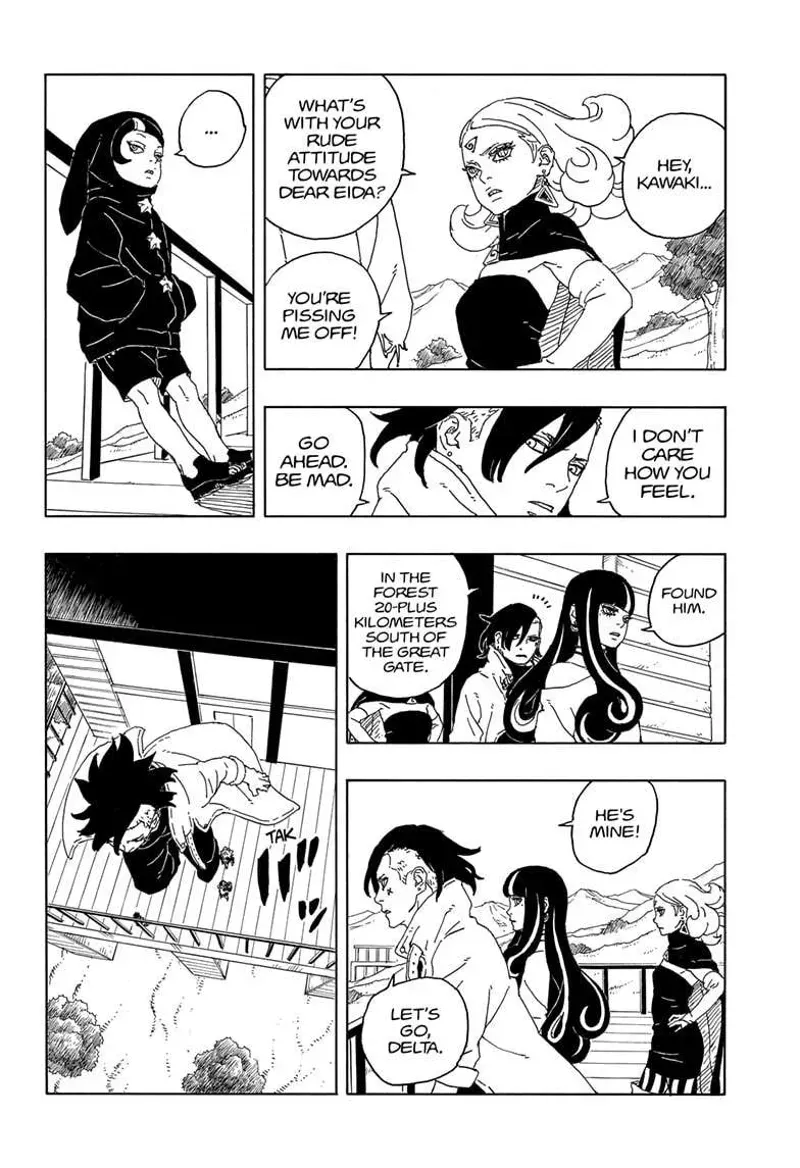 HEY,
KAWAKI...
WHAT'S
WITH YOUR
RUDE
ATTITUDE
TOWARDS
DEAR EIDA?
YOU'RE
PISSING
ME OFF!
...
I DON'T
CARE
HOW YOU
FEEL.
GO
AHEAD.
BE MAD.
FOUND
HIM.
IN THE
FOREST
20-PLUS
KILOMETERS
SOUTH OF
THE GREAT
GATE.
TAK
HE'S
MINE!
LET'S
GO,
DELTA.